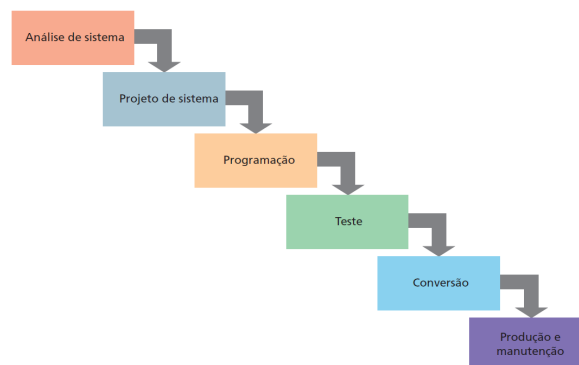 Análise de sistema
Projeto de sistema
Programação
Teste
Conversão
Produção e
manutenção